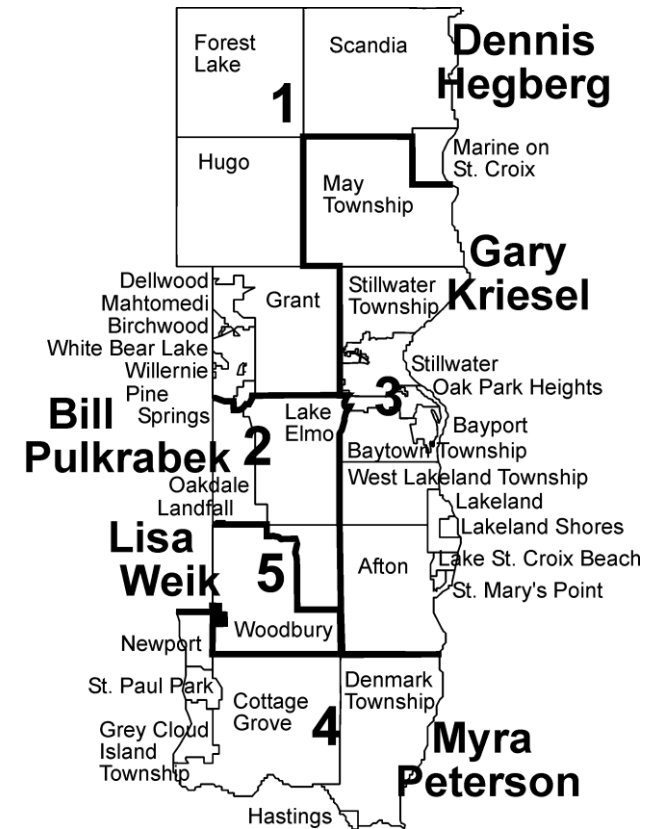 Forest
Lake
1
Scandia
Dennis
Hegberg
Hugo
Marine on
St. Croix
May
Township
Gary
Kriesel
Dellwood
Mahtomedi
Birchwood
White Bear Lake
Willernie
Pine
Springs
Grant
Stillwater
Township
Stillwater
Oak Park Heights
3
Bayport
Baytown Township
West Lakeland Township
Bill
Pulkrabek
2
Lake
Elmo
Oakdale
Landfall
Lakeland
Lakeland Shores
Lake St. Croix Beach
St. Mary's Point
Lisa
Weik
5
Afton
Woodbury
Newport
St. Paul Park
Grey Cloud
Island
Township
Cottage
Grove
4
Denmark
Township
Myra
Peterson
Hastings